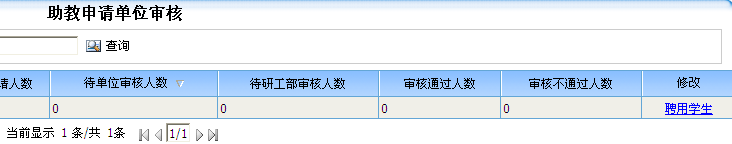 助教申请单位审核
查询
请人数 待单位审核人数 待研工部审核人数 审核通过人数 审核不通过人数 修改
0 0 0 0 聘用学生
当前显示 1 条/共 1条 1/1